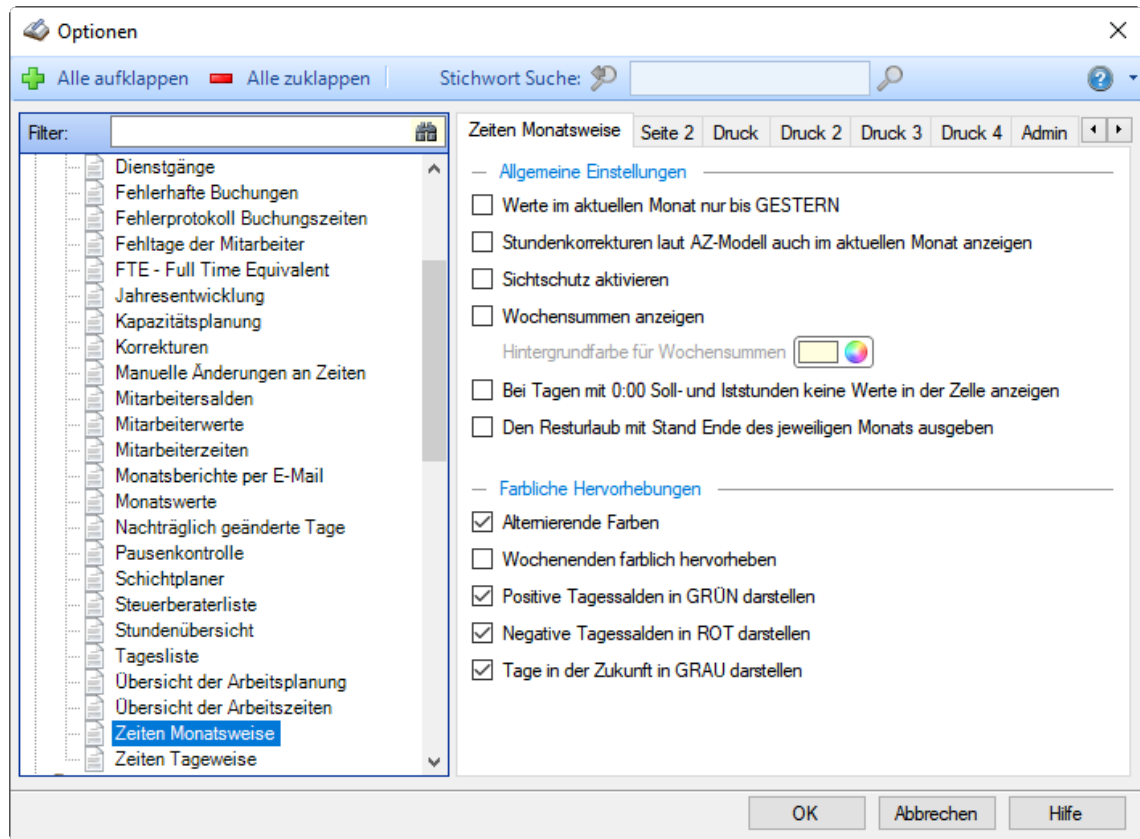 Optionen
Alle aufklappen Alle zuklappen Stichwort Suche:
Filter:
Dienstgänge
Fehlerhafte Buchungen
Fehlerprotokoll Buchungszeiten
Fehltage der Mitarbeiter
FTE - Full Time Equivalent
Jahresentwicklung
Kapazitätsplanung
Korrekturen
Manuelle Änderungen an Zeiten
Mitarbeitersalden
Mitarbeiterwerte
Mitarbeiterzeiten
Monatsberichte per E-Mail
Monatswerte
Nachträglich geänderte Tage
Pausenkontrolle
Schichtplaner
Steuerberaterliste
Stundenübersicht
Tagesliste
Übersicht der Arbeitsplanung
Übersicht der Arbeitszeiten
Zeiten Monatsweise
Zeiten Tageweise
Zeiten Monatsweise Seite 2 Druck Druck 2 Druck 3 Druck 4 Admin
Allgemeine Einstellungen
Werte im aktuellen Monat nur bis GESTERN
Stundenkorrekturen laut AZ-Modell auch im aktuellen Monat anzeigen
Sichtschutz aktivieren
Wochensummen anzeigen
Hintergrundfarbe für Wochensummen
Bei Tagen mit 0:00 Soll- und Iststunden keine Werte in der Zelle anzeigen
Den Resturlaub mit Stand Ende des jeweiligen Monats ausgeben
Farbliche Hervorhebungen
Alternierende Farben
Wochenenden farblich hervorheben
Positive Tagessalden in GRÜN darstellen
Negative Tagessalden in ROT darstellen
Tage in der Zukunft in GRAU darstellen
OK Abbrechen Hilfe